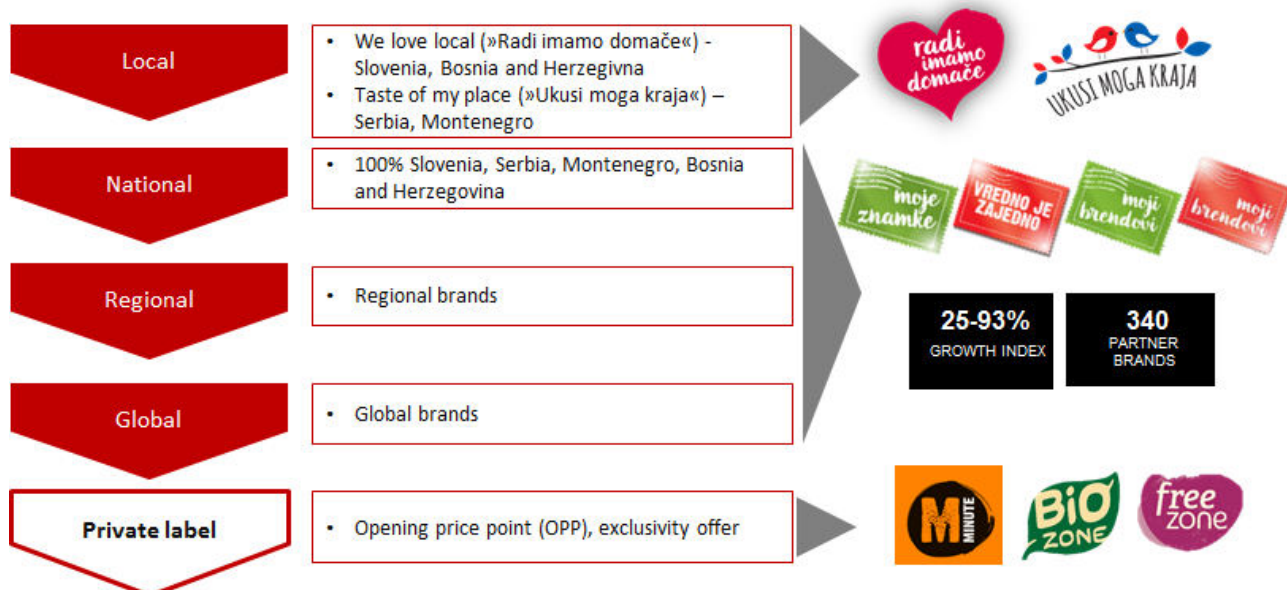 Local
• We love local (»Radi imamo domače«) -
Slovenia, Bosnia and Herzegivna
• Taste of my place (»Ukusi moga kraja«) –
Serbia, Montenegro
radi
imamo
domače
UKUSI MOGA KRAJA
National
• 100% Slovenia, Serbia, Montenegro, Bosnia
and Herzegovina
moje
znamke
VREDNO JE
ZAJEDNO
moji
brendovi
moji
brendovi
Regional
• Regional brands
25-93%
GROWTH INDEX
340
PARTNER
BRANDS
Global
• Global brands
Private label
• Opening price point (OPP), exclusivity offer
M
MINUTE
BiO
ZONE
free
zone